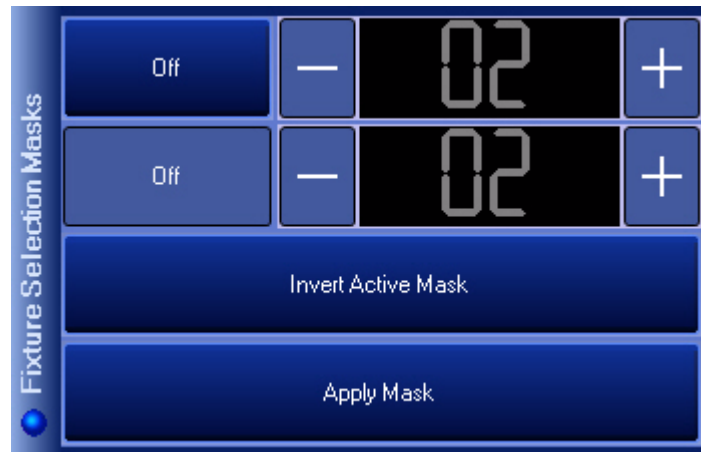 Fixture Selection Masks
Off — 02 +
Off — 02 +
Invert Active Mask
Apply Mask